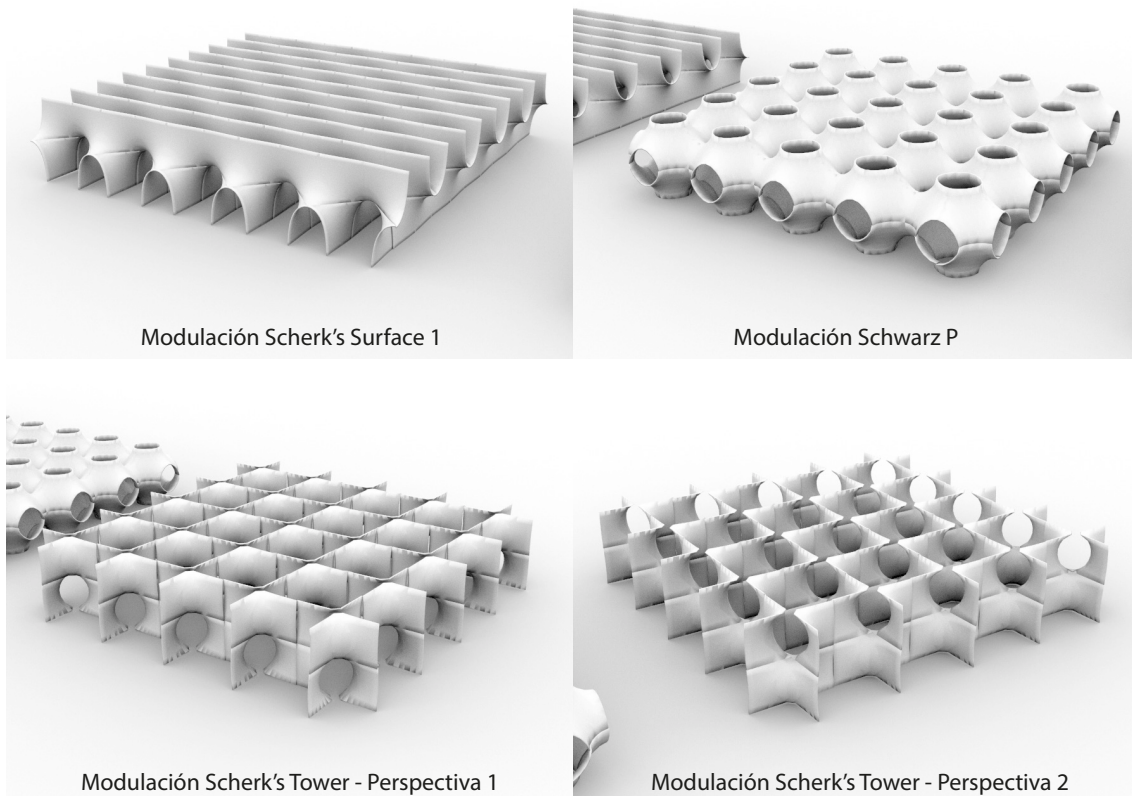 Modulación Scherk’s Surface 1
Modulación Schwarz P
Modulación Scherk’s Tower - Perspectiva 1
Modulación Scherk’s Tower - Perspectiva 2